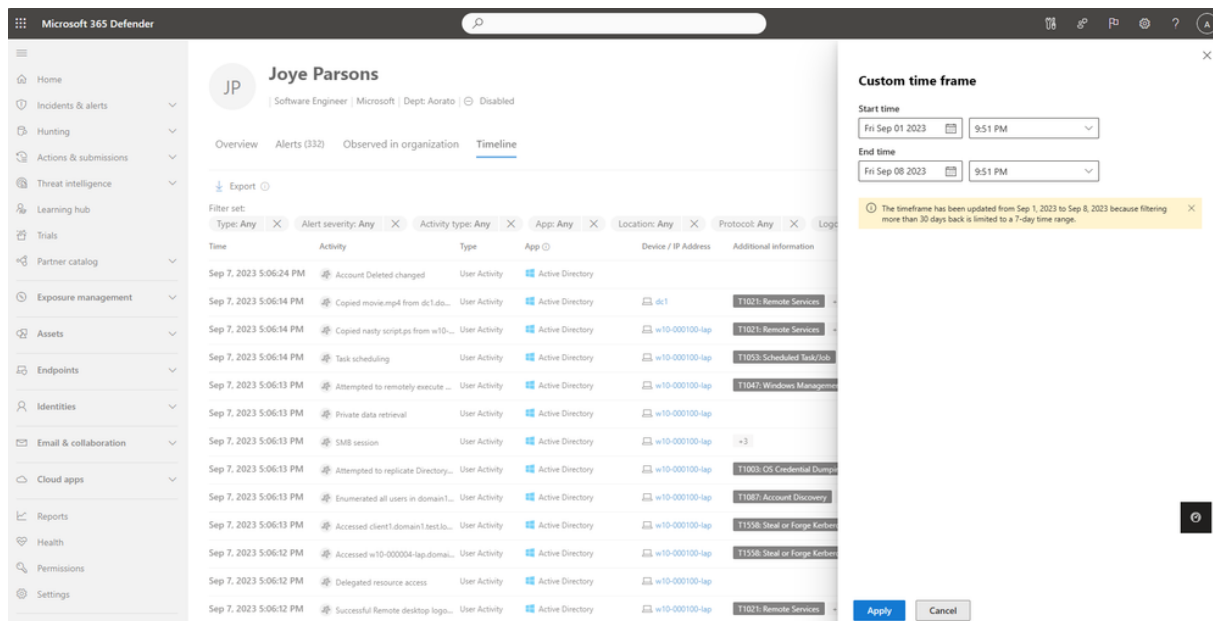 Microsoft 365 Defender
A
Home
Incidents & alerts
Hunting
Actions & submissions
Threat intelligence
Learning hub
Trials
Partner catalog
Exposure management
Assets
Endpoints
Identities
Email & collaboration
Cloud apps
Reports
Health
Permissions
Settings
JP
Joye Parsons
| Software Engineer | Microsoft | Dept: Aorato | Disabled
Overview Alerts (332) Observed in organization Timeline
Export
Filter set:
Type: Any Alert severity: Any Activity type: Any App: Any Location: Any Protocol: Any Logo
Time Activity Type App Device / IP Address Additional information
Sep 7, 2023 5:06:24 PM Account Deleted changed User Activity Active Directory
Sep 7, 2023 5:06:14 PM Copied movie.mp4 from dc1.do... User Activity Active Directory dc1 T1021: Remote Services
Sep 7, 2023 5:06:14 PM Copied nasty script.ps from w10-... User Activity Active Directory w10-000100-lap T1021: Remote Services
Sep 7, 2023 5:06:14 PM Task scheduling User Activity Active Directory w10-000100-lap T1053: Scheduled Task/Job
Sep 7, 2023 5:06:13 PM Attempted to remotely execute ... User Activity Active Directory w10-000100-lap T1047: Windows Manageme
Sep 7, 2023 5:06:13 PM Private data retrieval User Activity Active Directory w10-000100-lap
Sep 7, 2023 5:06:13 PM SMB session User Activity Active Directory w10-000100-lap +3
Sep 7, 2023 5:06:13 PM Attempted to replicate Directory... User Activity Active Directory w10-000100-lap T1003: OS Credential Dumpi
Sep 7, 2023 5:06:13 PM Enumerated all users in domain1... User Activity Active Directory w10-000100-lap T1087: Account Discovery
Sep 7, 2023 5:06:13 PM Accessed client1.domain1.test.lo... User Activity Active Directory w10-000100-lap T1558: Steal or Forge Kerber
Sep 7, 2023 5:06:12 PM Accessed w10-000004-lap.domai... User Activity Active Directory w10-000100-lap T1558: Steal or Forge Kerber
Sep 7, 2023 5:06:12 PM Delegated resource access User Activity Active Directory w10-000100-lap
Sep 7, 2023 5:06:12 PM Successful Remote desktop logo... User Activity Active Directory w10-000100-lap T1021: Remote Services
Custom time frame
Start time
Fri Sep 01 2023 9:51 PM
End time
Fri Sep 08 2023 9:51 PM
The timeframe has been updated from Sep 1, 2023 to Sep 8, 2023 because filtering
more than 30 days back is limited to a 7-day time range.
Apply Cancel